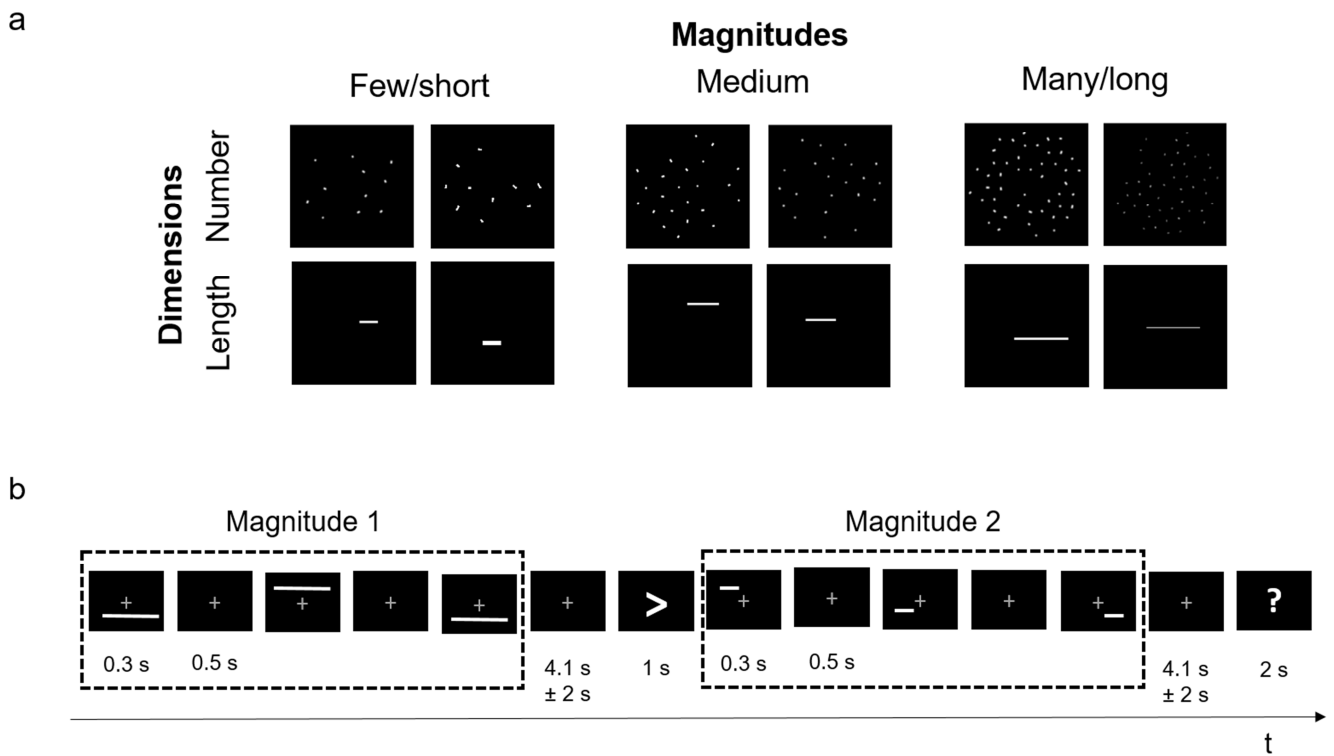 a
Magnitudes
Few/short
Medium
Many/long
Dimensions
Number
Length
b
Magnitude 1
Magnitude 2
>
?
0.3 s
0.5 s
4.1 s
± 2 s
1 s
0.3 s
0.5 s
4.1 s
± 2 s
2 s
t